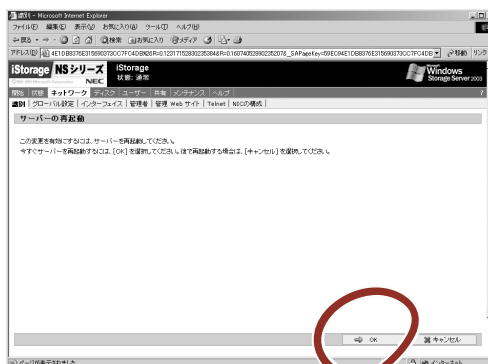 識別 - Microsoft Internet Explorer
ファイル(F) 編集(E) 表示(V) お気に入り(A) ツール(T) ヘルプ(H)
戻る 検索 お気に入り メディア
アドレス(D) 移動 リンク
iStorage NSシリーズ NEC
iStorage
状態: 通常
Windows
Storage Server 2003
開始 状態 ネットワーク ディスク ユーザー 共有 メンテナンス ヘルプ ?
識別 | グローバル設定 | インターフェイス | 管理者 | 管理 Web サイト | Telnet | NICの構成 |
サーバーの再起動
この変更を有効にするには、サーバーを再起動してください。
今すぐサーバーを再起動するには、[OK] を選択してください。後で再起動する場合は、[キャンセル] を選択してください。
OK キャンセル
ページが表示されました インターネット